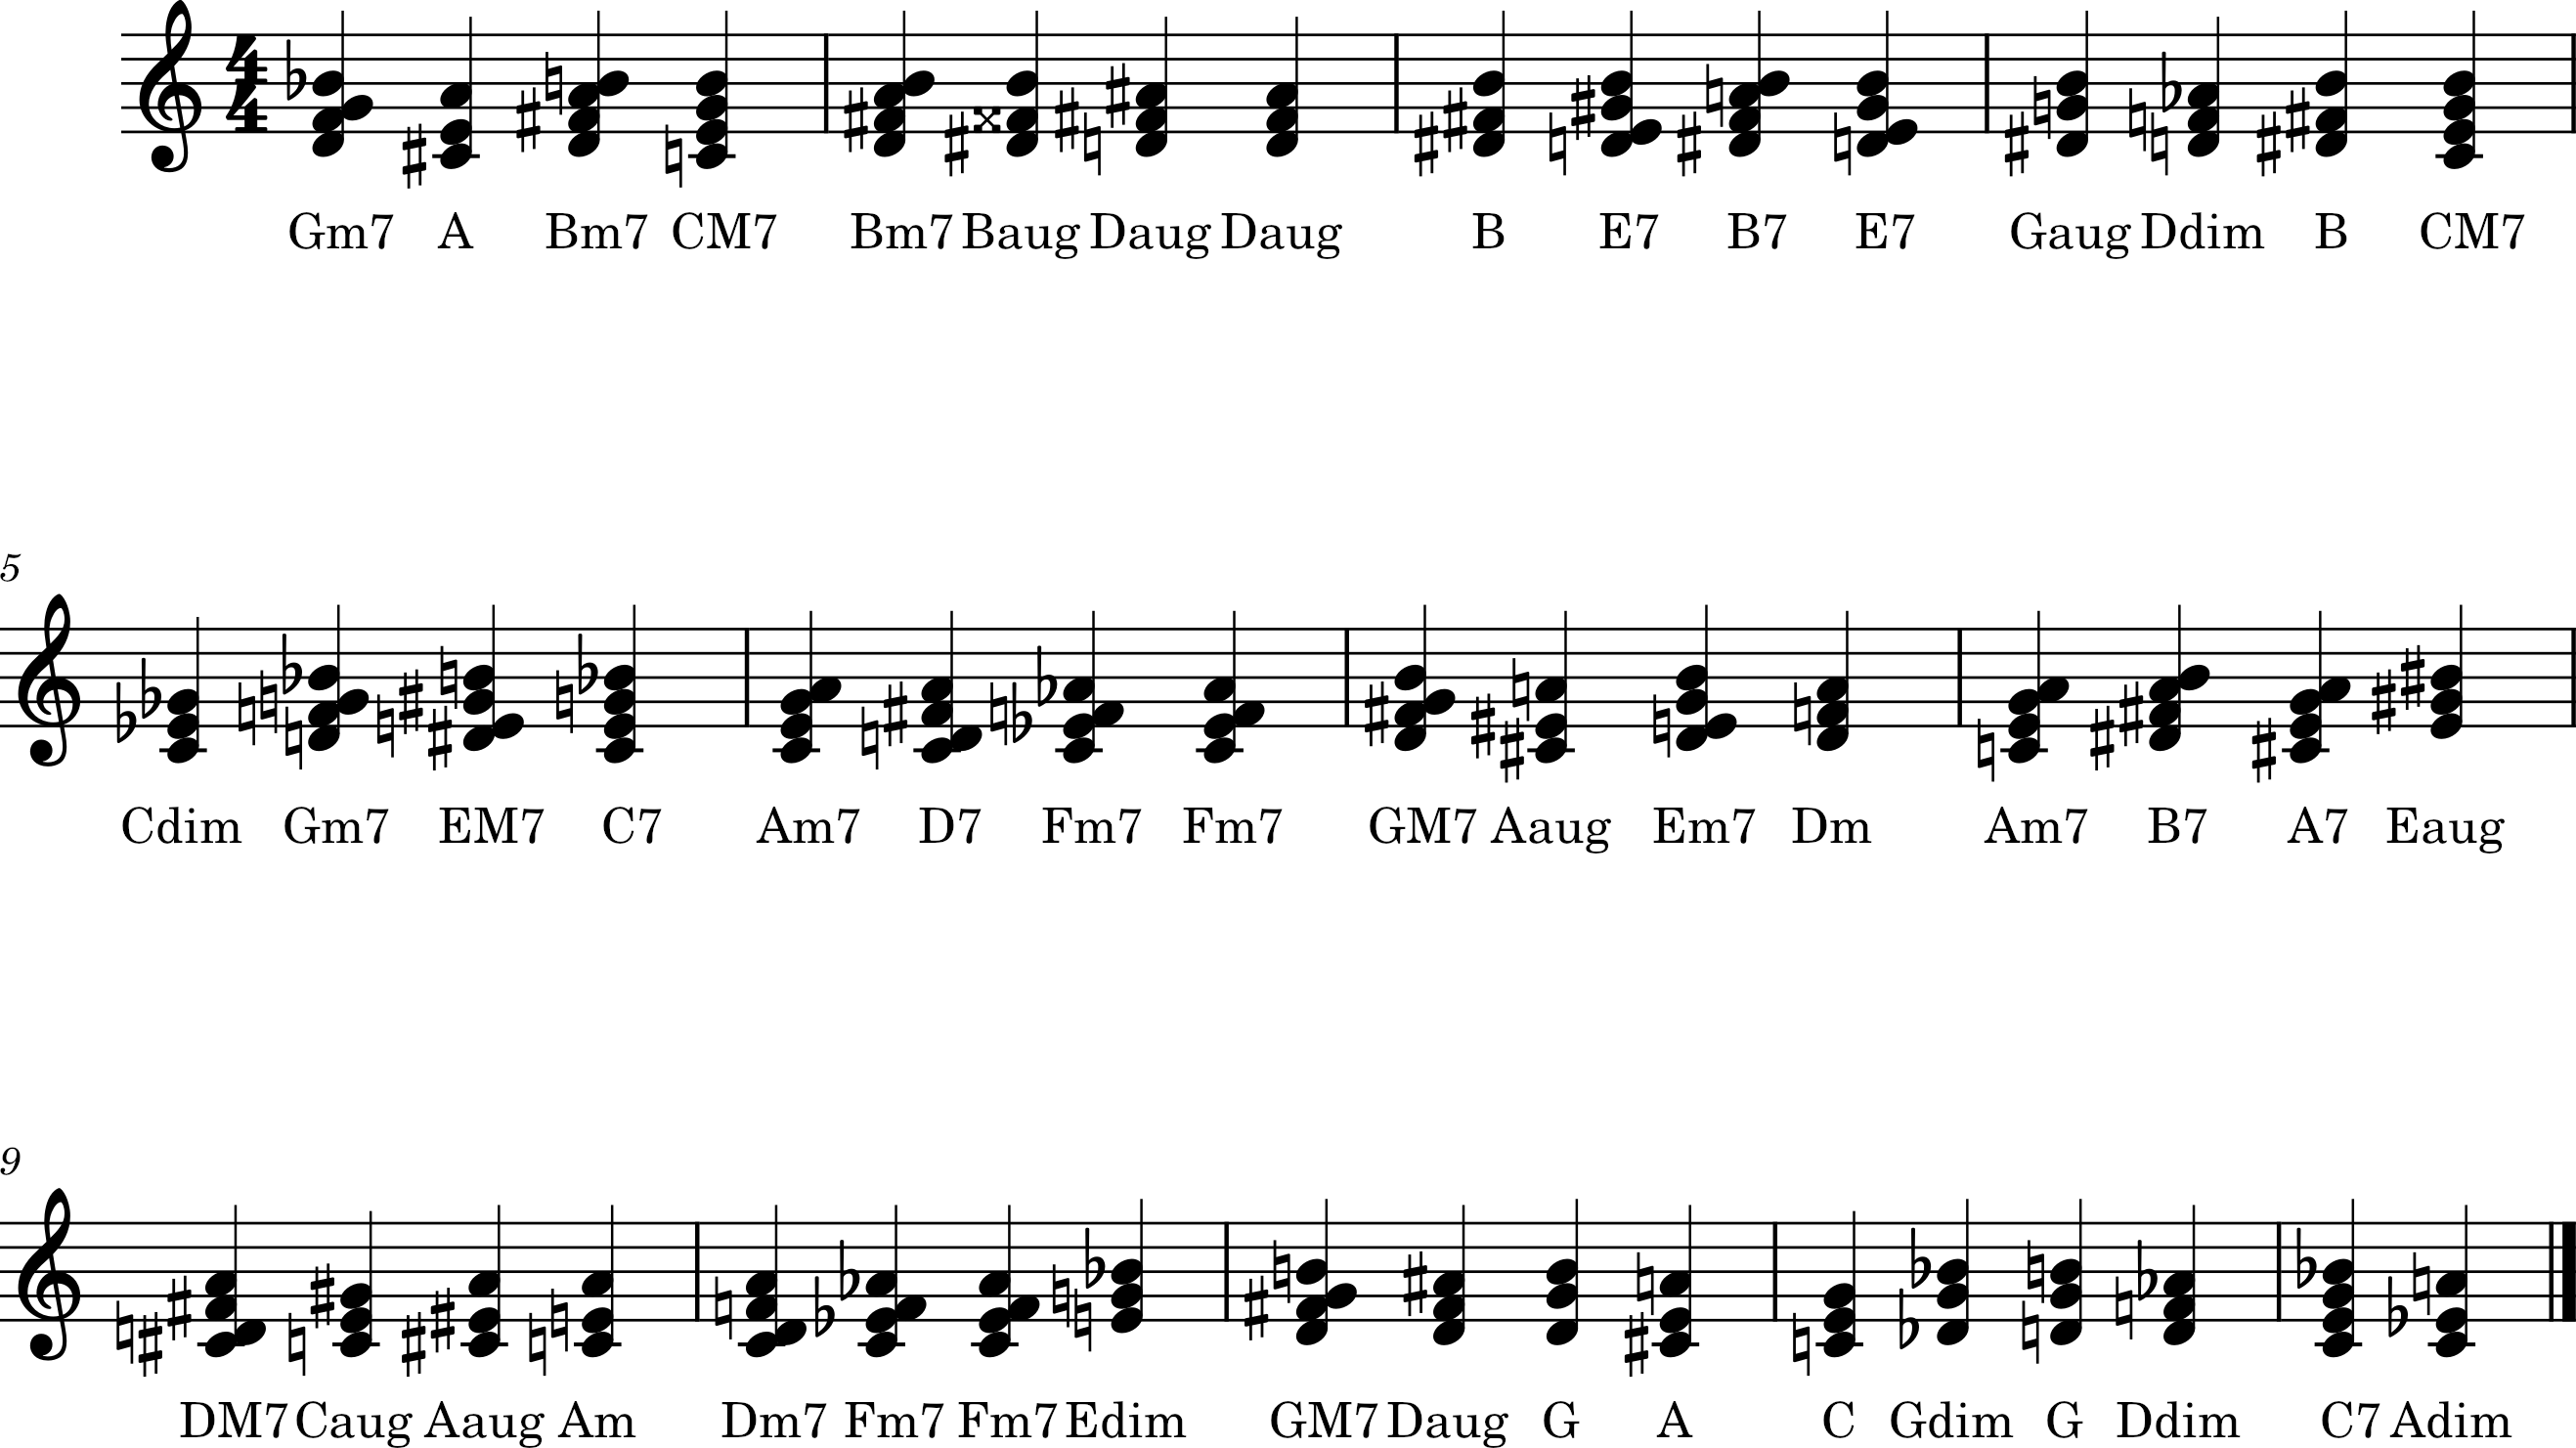 4
4
Gm7 A Bm7 CM7 Bm7 Baug Daug Daug B E7 B7 E7 Gaug Ddim B CM7
5
Cdim Gm7 EM7 C7 Am7 D7 Fm7 Fm7 GM7 Aaug Em7 Dm Am7 B7 A7 Eaug
9
DM7 Caug Aaug Am Dm7 Fm7 Fm7 Edim GM7 Daug G A C Gdim G Ddim C7 Adim